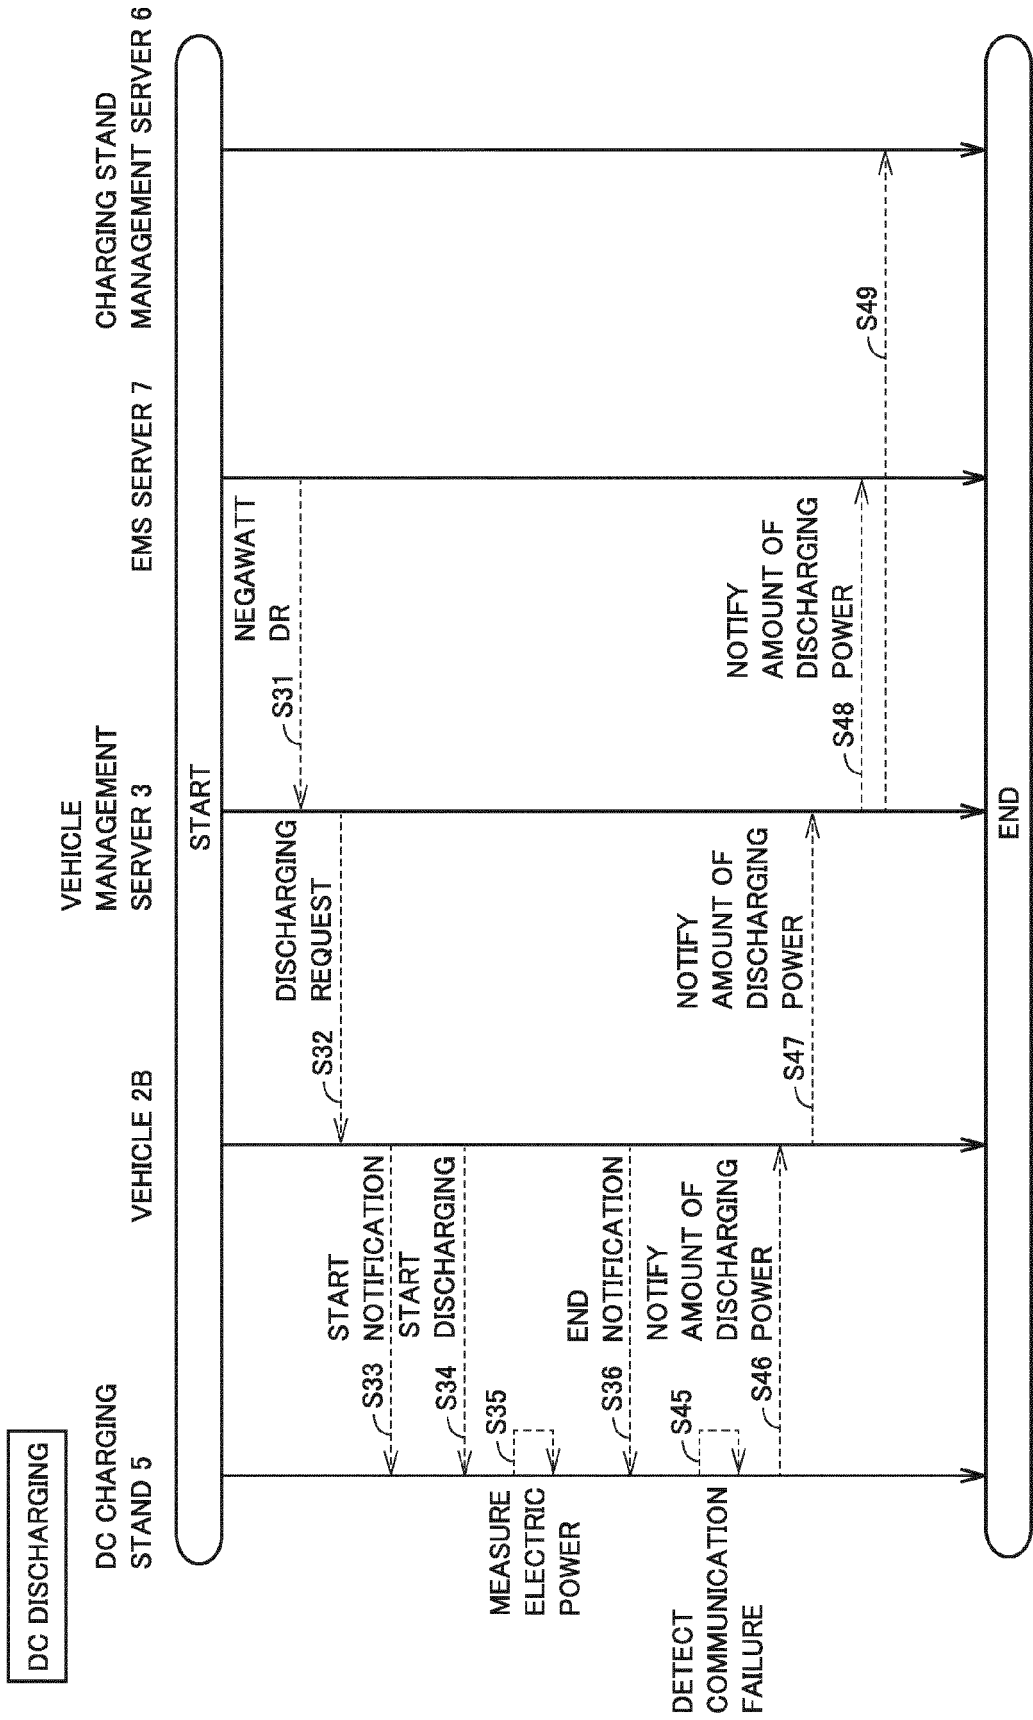 DC DISCHARGING
DC CHARGING
STAND 5
VEHICLE 2B
VEHICLE
MANAGEMENT
SERVER 3
EMS SERVER 7
CHARGING STAND
MANAGEMENT SERVER 6
START
NEGAWATT
DR
S31
DISCHARGING
REQUEST
S32
START
NOTIFICATION
S33
START
DISCHARGING
S34
S35
MEASURE
ELECTRIC
POWER
END
NOTIFICATION
S36
S45
DETECT
COMMUNICATION
FAILURE
NOTIFY
AMOUNT OF
DISCHARGING
POWER
S46
NOTIFY
AMOUNT OF
DISCHARGING
POWER
S47
NOTIFY
AMOUNT OF
DISCHARGING
POWER
S48
S49
END